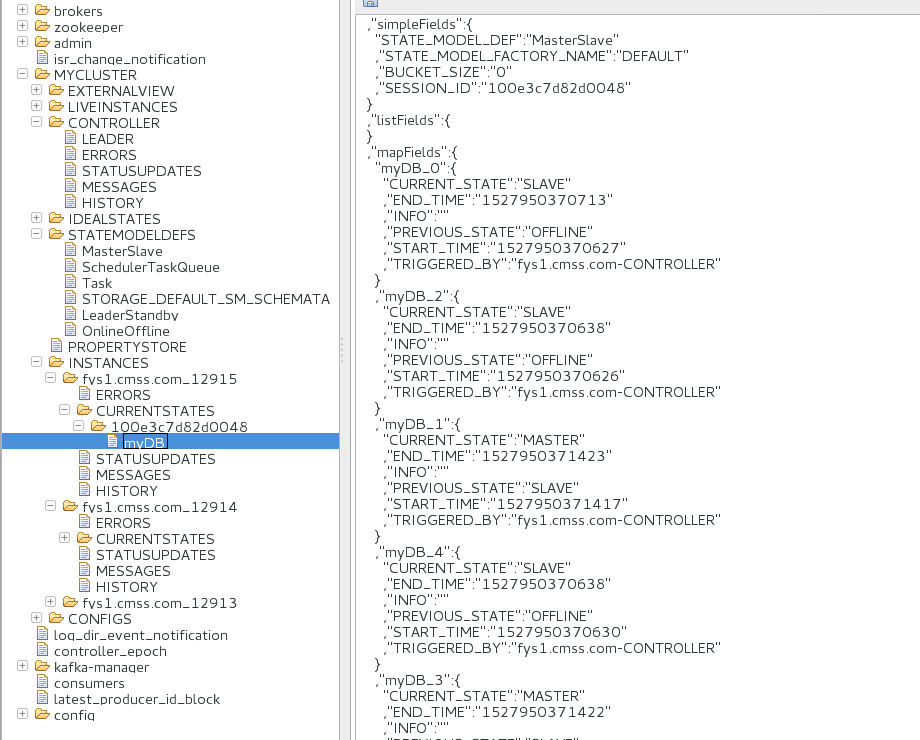 brokers
zookeeper
admin
isr_change_notification
MYCLUSTER
EXTERNALVIEW
LIVEINSTANCES
CONTROLLER
LEADER
ERRORS
STATUSUPDATES
MESSAGES
HISTORY
IDEALSTATES
STATEMODELDEFS
MasterSlave
SchedulerTaskQueue
Task
STORAGE_DEFAULT_SM_SCHEMATA
LeaderStandby
OnlineOffline
PROPERTYSTORE
INSTANCES
fys1.cmss.com_12915
ERRORS
CURRENTSTATES
100e3c7d82d0048
myDB
STATUSUPDATES
MESSAGES
HISTORY
fys1.cmss.com_12914
ERRORS
CURRENTSTATES
STATUSUPDATES
MESSAGES
HISTORY
fys1.cmss.com_12913
CONFIGS
log_dir_event_notification
controller_epoch
kafka-manager
consumers
latest_producer_id_block
config
,"simpleFields":{
"STATE_MODEL_DEF":"MasterSlave"
,"STATE_MODEL_FACTORY_NAME":"DEFAULT"
,"BUCKET_SIZE":"0"
,"SESSION_ID":"100e3c7d82d0048"
}
,"listFields":{
}
,"mapFields":{
"myDB_0":{
"CURRENT_STATE":"SLAVE"
,"END_TIME":"1527950370713"
,"INFO":""
,"PREVIOUS_STATE":"OFFLINE"
,"START_TIME":"1527950370627"
,"TRIGGERED_BY":"fys1.cmss.com-CONTROLLER"
}
,"myDB_2":{
"CURRENT_STATE":"SLAVE"
,"END_TIME":"1527950370638"
,"INFO":""
,"PREVIOUS_STATE":"OFFLINE"
,"START_TIME":"1527950370626"
,"TRIGGERED_BY":"fys1.cmss.com-CONTROLLER"
}
,"myDB_1":{
"CURRENT_STATE":"MASTER"
,"END_TIME":"1527950371423"
,"INFO":""
,"PREVIOUS_STATE":"SLAVE"
,"START_TIME":"1527950371417"
,"TRIGGERED_BY":"fys1.cmss.com-CONTROLLER"
}
,"myDB_4":{
"CURRENT_STATE":"SLAVE"
,"END_TIME":"1527950370638"
,"INFO":""
,"PREVIOUS_STATE":"OFFLINE"
,"START_TIME":"1527950370630"
,"TRIGGERED_BY":"fys1.cmss.com-CONTROLLER"
}
,"myDB_3":{
"CURRENT_STATE":"MASTER"
,"END_TIME":"1527950371422"
,"INFO":""